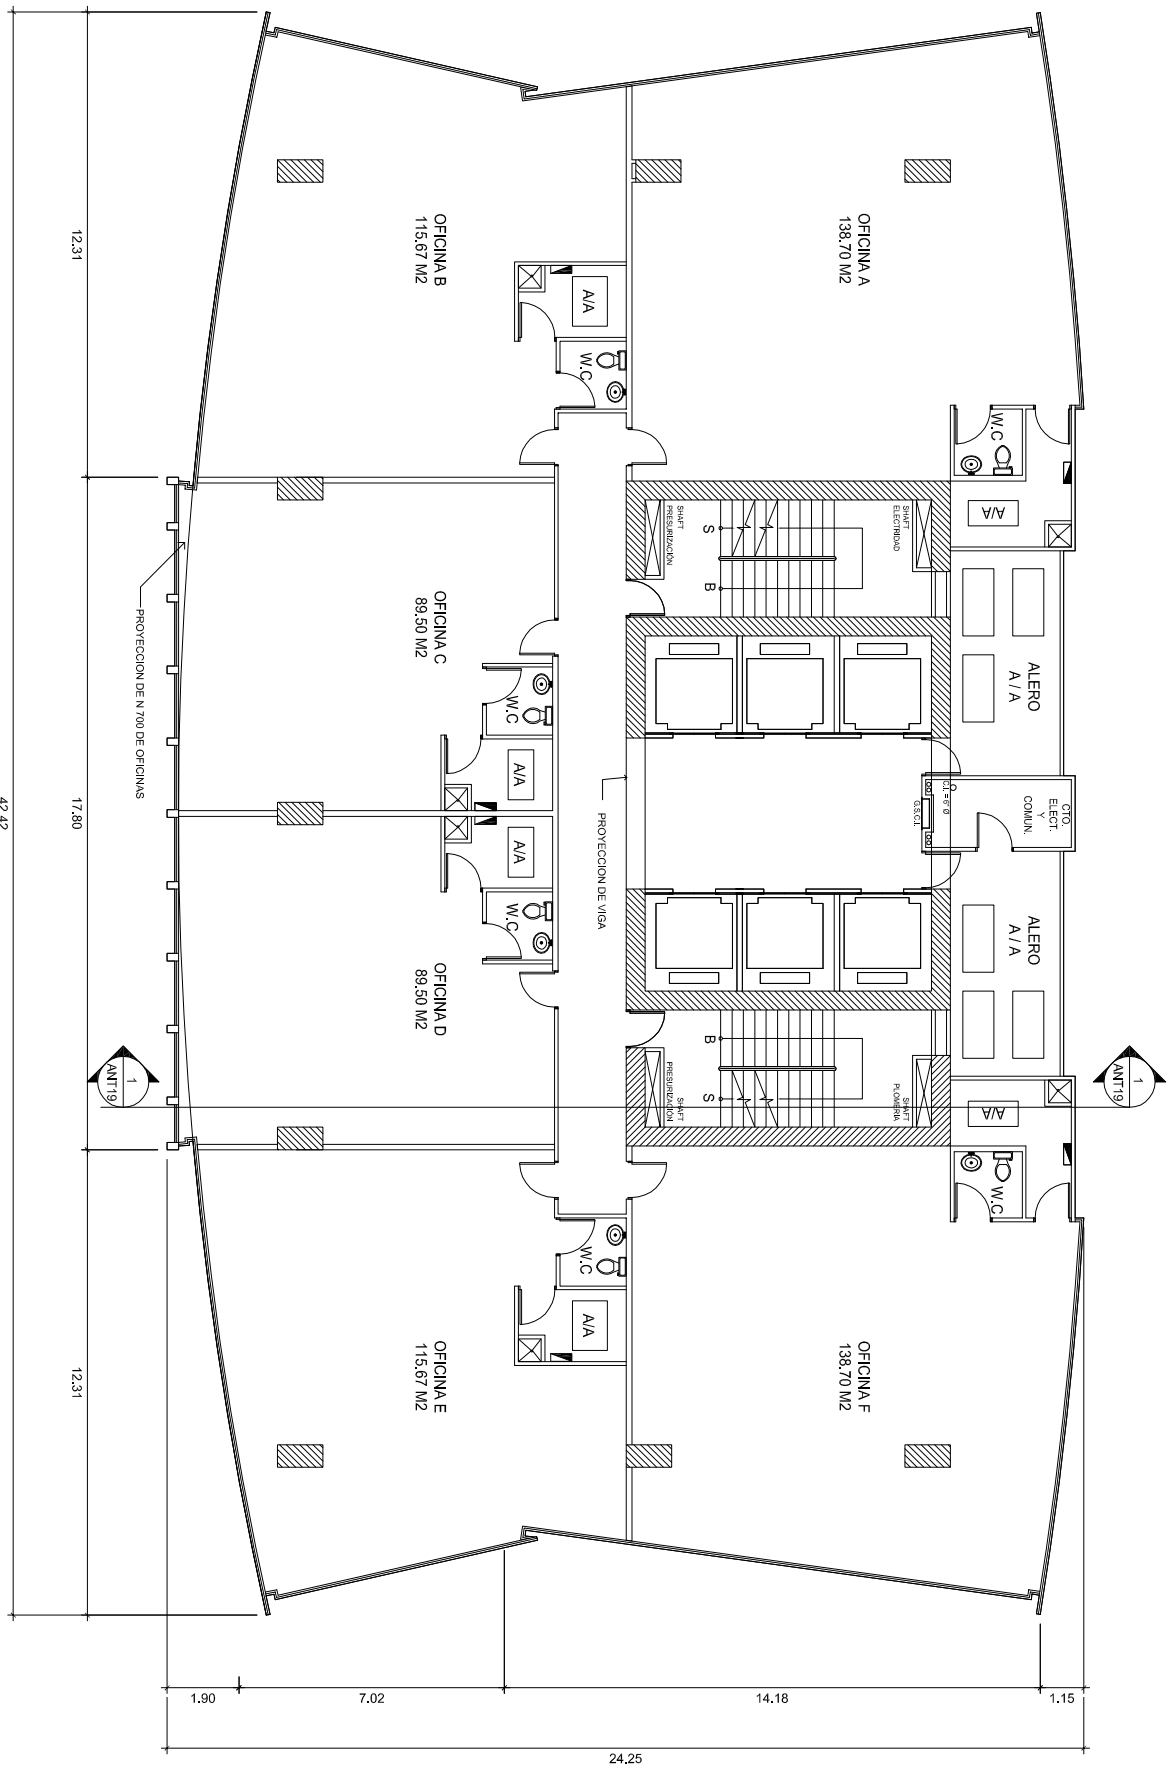 OFICINA A
138.70 M2
OFICINA B
115.67 M2
OFICINA C
89.50 M2
OFICINA D
89.50 M2
OFICINA E
115.67 M2
OFICINA F
138.70 M2
W.C
A/A
W.C
A/A
W.C
A/A
A/A
W.C
A/A
W.C
W.C
A/A
SHAFT
ELECTRIDAD
SHAFT
PRESURIZACIÓN
S
B
ALERO
A / A
CTO.
ELECT.
Y
COMUN.
C.I. = 6" Ø
G.S.C.I.
ALERO
A / A
PROYECCION DE VIGA
B
S
SHAFT
PLOMERIA
SHAFT
PRESURIZACIÓN
PROYECCION DE N 700 DE OFICINAS
1
ANT19
1
ANT19
12.31
17.80
12.31
42.42
1.90
7.02
14.18
1.15
24.25